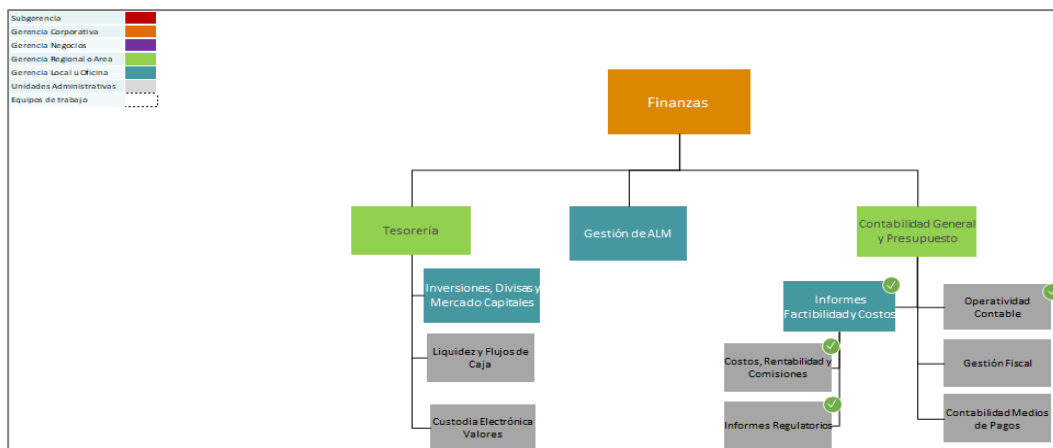 Subgerencia
Gerencia Corporativa
Gerencia Negocios
Gerencia Regional o Area
Gerencia Local u Oficina
Unidades Administrativas
Equipos de trabajo
Finanzas
Tesorería
Gestión de ALM
Contabilidad General
y Presupuesto
Inversiones, Divisas y
Mercado Capitales
Informes
Factibilidad y Costos
Operatividad
Contable
Liquidez y Flujos de
Caja
Costos, Rentabilidad y
Comisiones
Gestión Fiscal
Custodia Electrónica
Valores
Informes Regulatorios
Contabilidad Medios
de Pagos